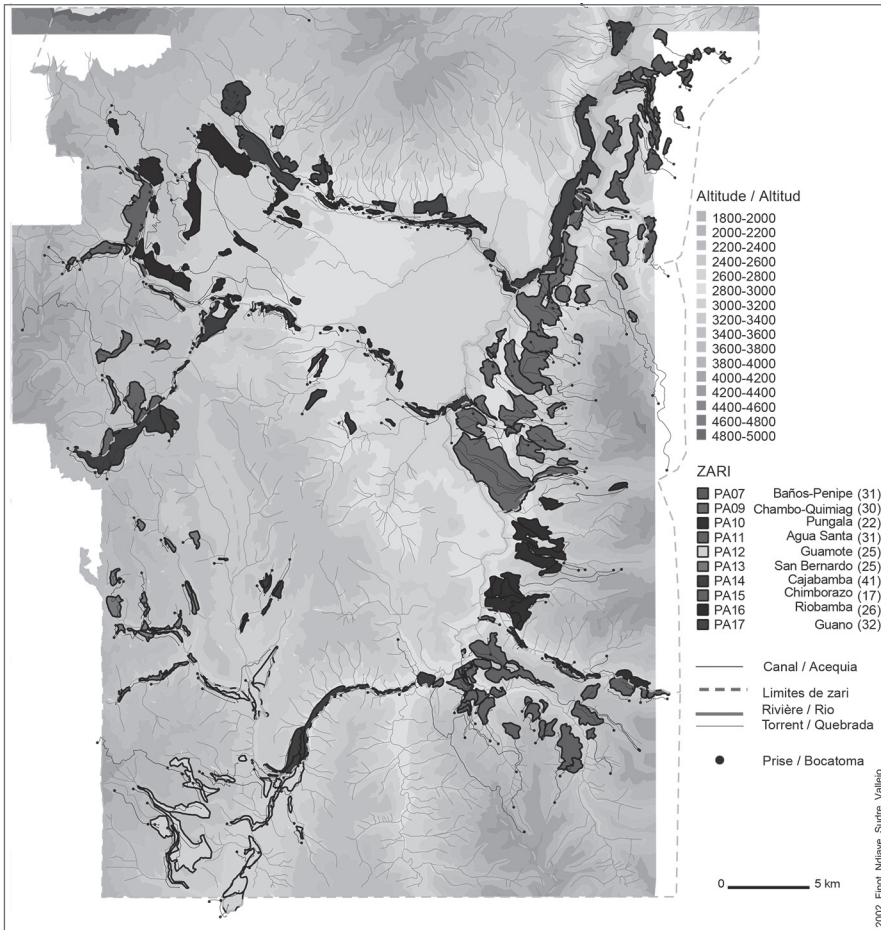 Altitude / Altitud
1800-2000
2000-2200
2200-2400
2400-2600
2600-2800
2800-3000
3000-3200
3200-3400
3400-3600
3600-3800
3800-4000
4000-4200
4200-4400
4400-4600
4600-4800
4800-5000
ZARI
PA07 Baños-Penipe (31)
PA09 Chambo-Quimiag (30)
PA10 Pungala (22)
PA11 Agua Santa (31)
PA12 Guamote (25)
PA13 San Bernardo (25)
PA14 Cajabamba (41)
PA15 Chimborazo (17)
PA16 Riobamba (26)
PA17 Guano (32)
Canal / Acequia
Limites de zari
Rivière / Rio
Torrent / Quebrada
Prise / Bocatoma
0 5 km
2002, Ndiaye, Sudre, Vallejo